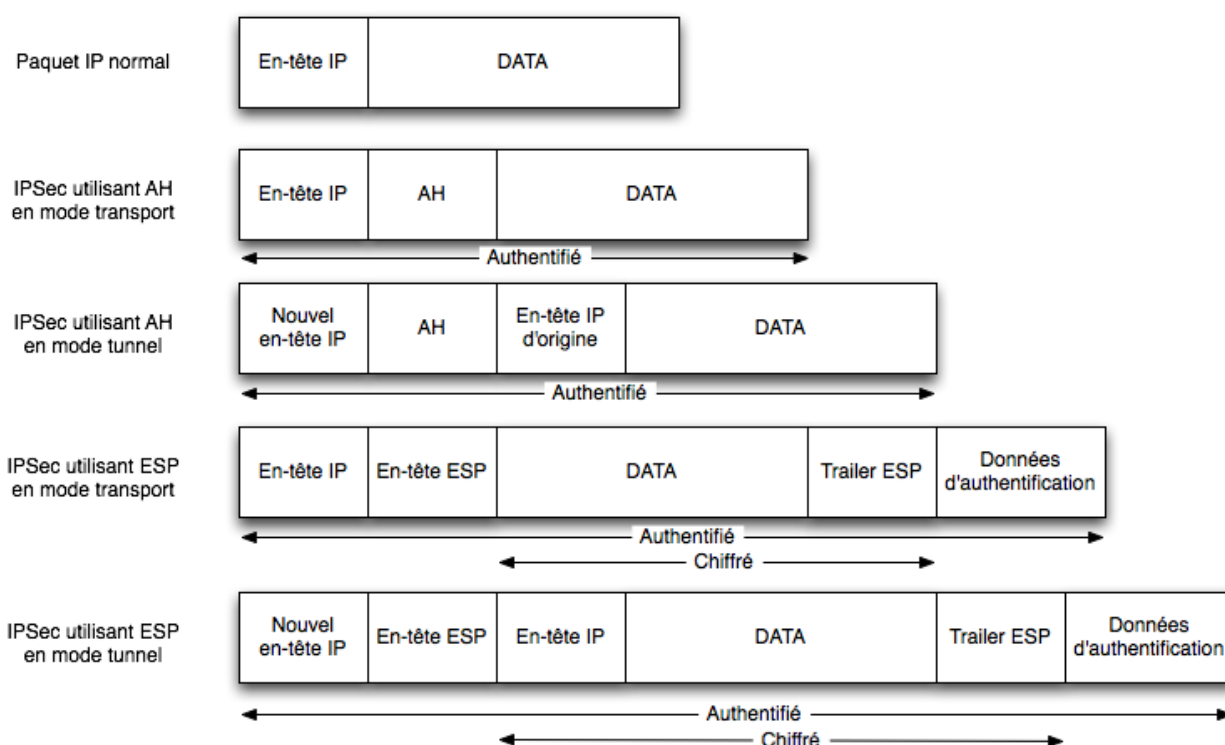 Paquet IP normal
En-tête IP
DATA
IPSec utilisant AH
en mode transport
En-tête IP
AH
DATA
Authentifié
IPSec utilisant AH
en mode tunnel
Nouvel
en-tête IP
AH
En-tête IP
d'origine
DATA
Authentifié
IPSec utilisant ESP
en mode transport
En-tête IP
En-tête ESP
DATA
Trailer ESP
Données
d'authentification
Authentifié
Chiffré
IPSec utilisant ESP
en mode tunnel
Nouvel
en-tête IP
En-tête ESP
En-tête IP
DATA
Trailer ESP
Données
d'authentification
Authentifié
Chiffré